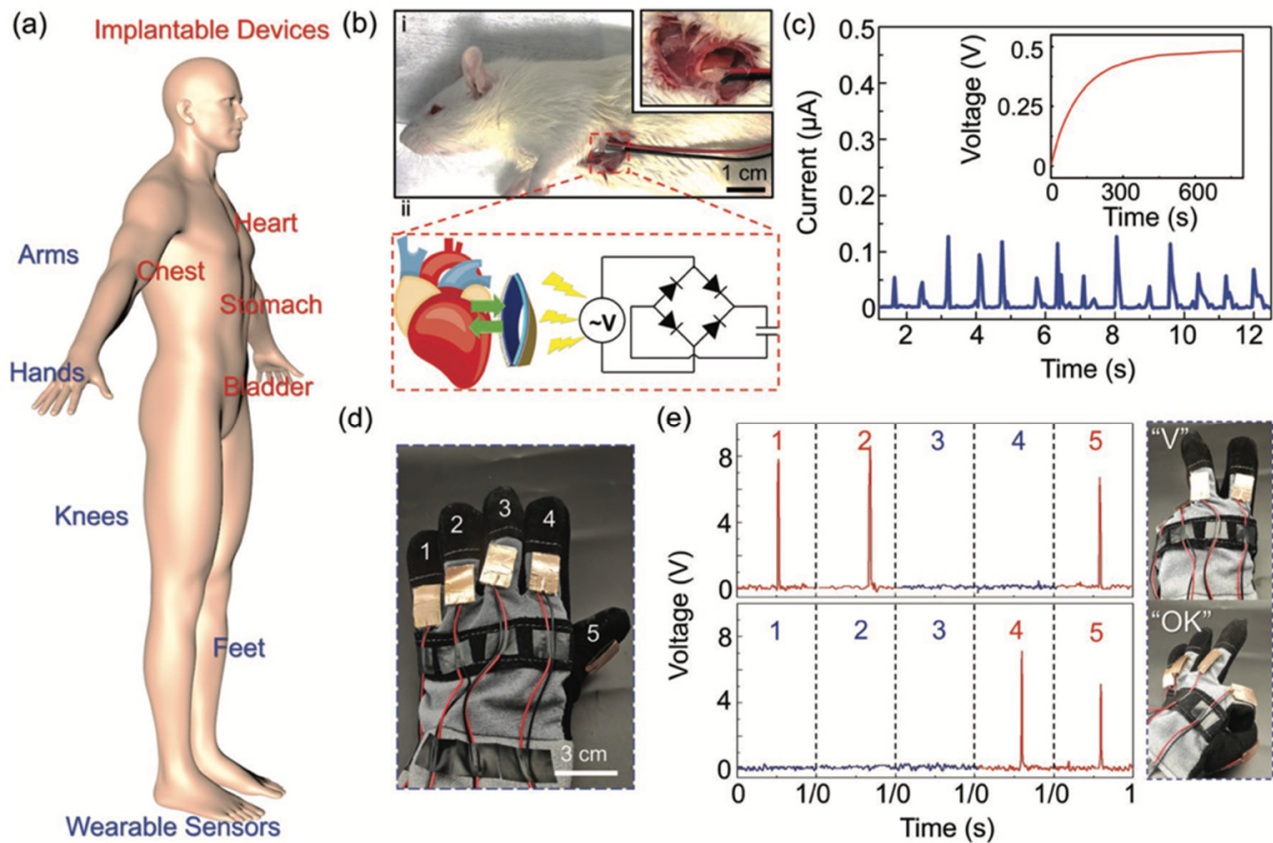 (a)
Implantable Devices
Heart
Arms
Chest
Stomach
Hands
Bladder
Knees
Feet
Wearable Sensors
(b)
i
1 cm
ii
~V
(c)
Current (µA)
0.5
0.4
0.3
0.2
0.1
0
2 4 6 8 10 12
Time (s)
Voltage (V)
0.5
0.25
0
0 300 600
Time (s)
(d)
1 2 3 4
5
3 cm
(e)
Voltage (V)
8
4
0
1 2 3 4 5
8
4
0
1 2 3 4 5
0 1/0 1/0 1/0 1/0 1
Time (s)
"V"
"OK"